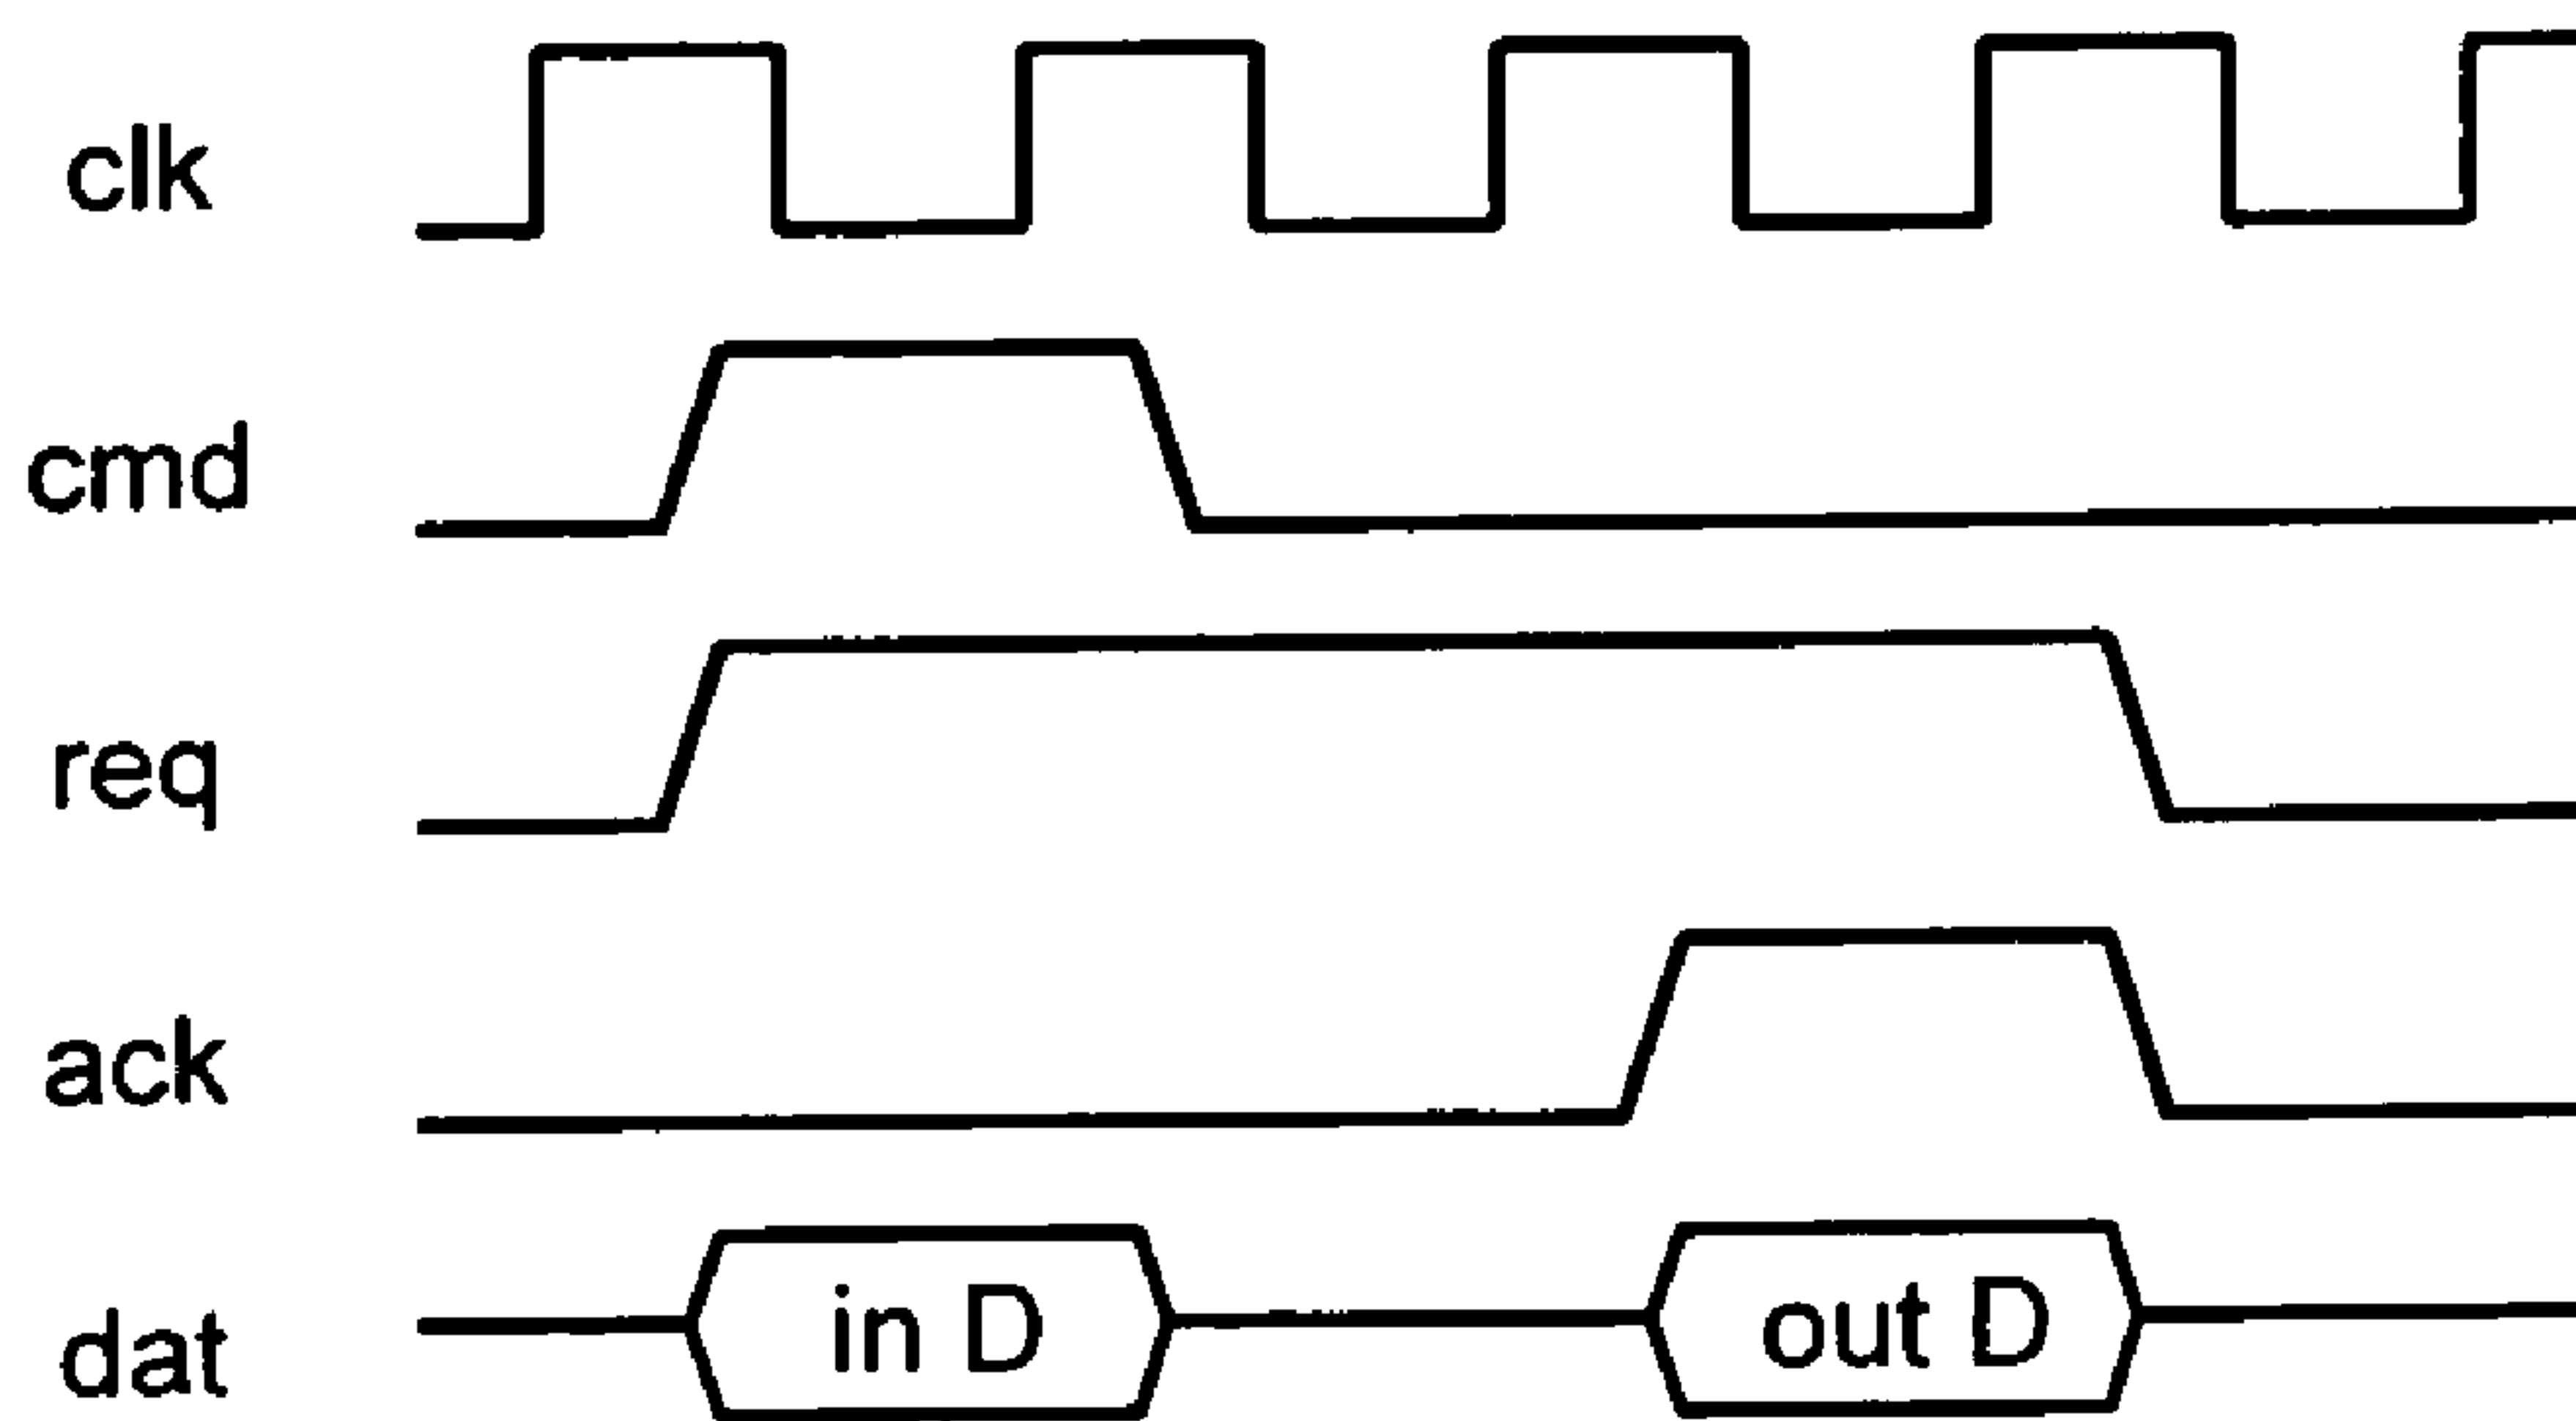 clk
cmd
req
ack
dat
in D
out D